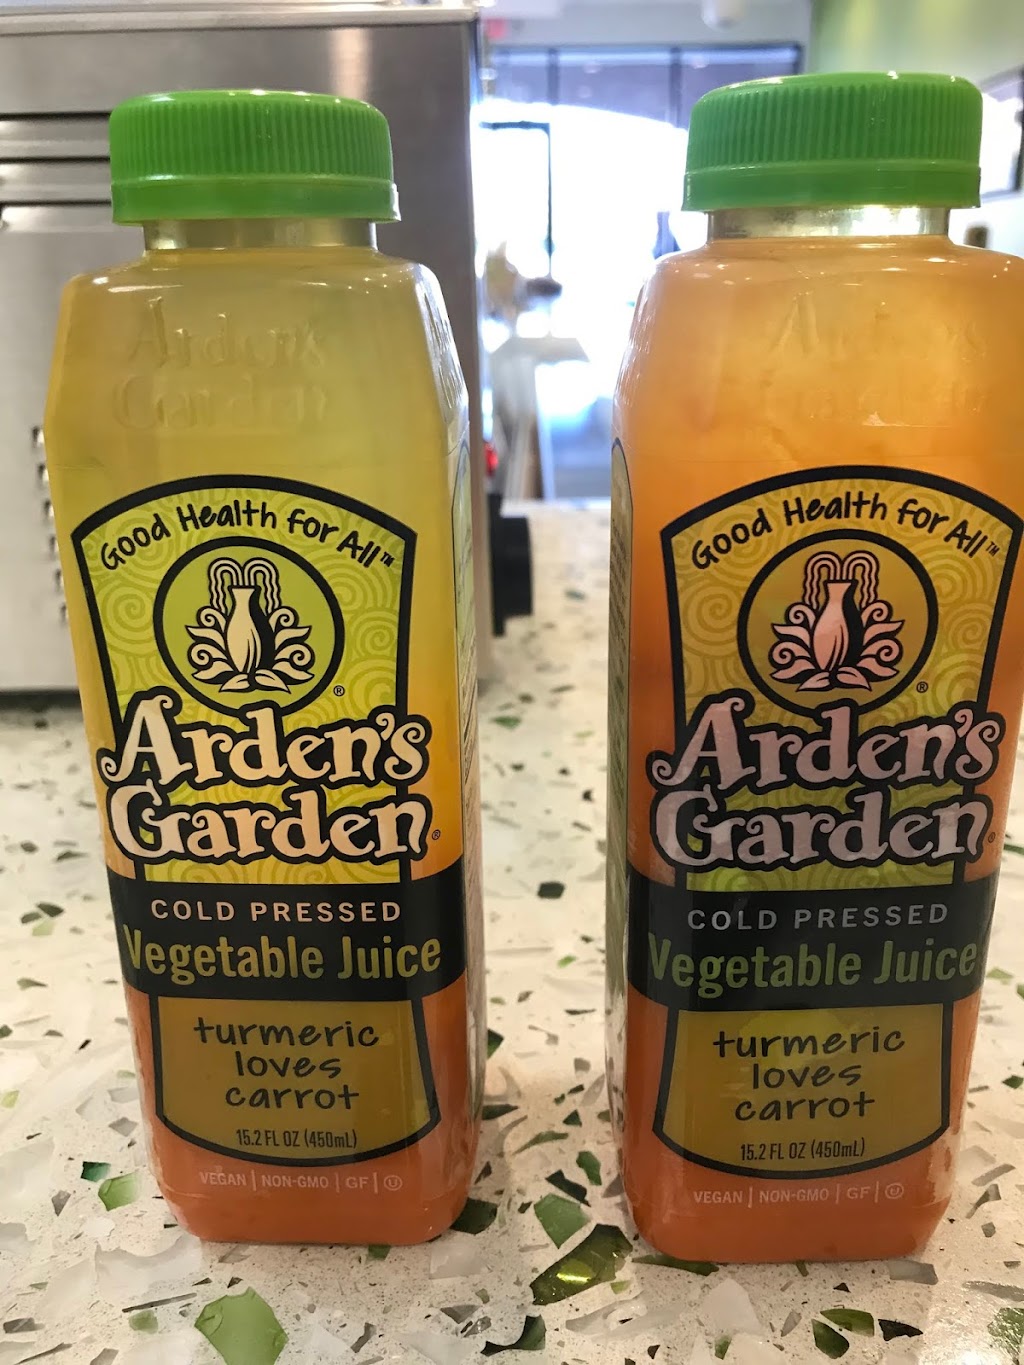 Arden's
Garden
Good Health for All™
®
Arden's
Garden®
COLD PRESSED
Vegetable Juice
turmeric
loves
carrot
15.2 FL OZ (450mL)
VEGAN | NON-GMO | GF | U
Arden's
Garden
Good Health for All™
®
Arden's
Garden®
COLD PRESSED
Vegetable Juice
turmeric
loves
carrot
15.2 FL OZ (450mL)
VEGAN | NON-GMO | GF | U